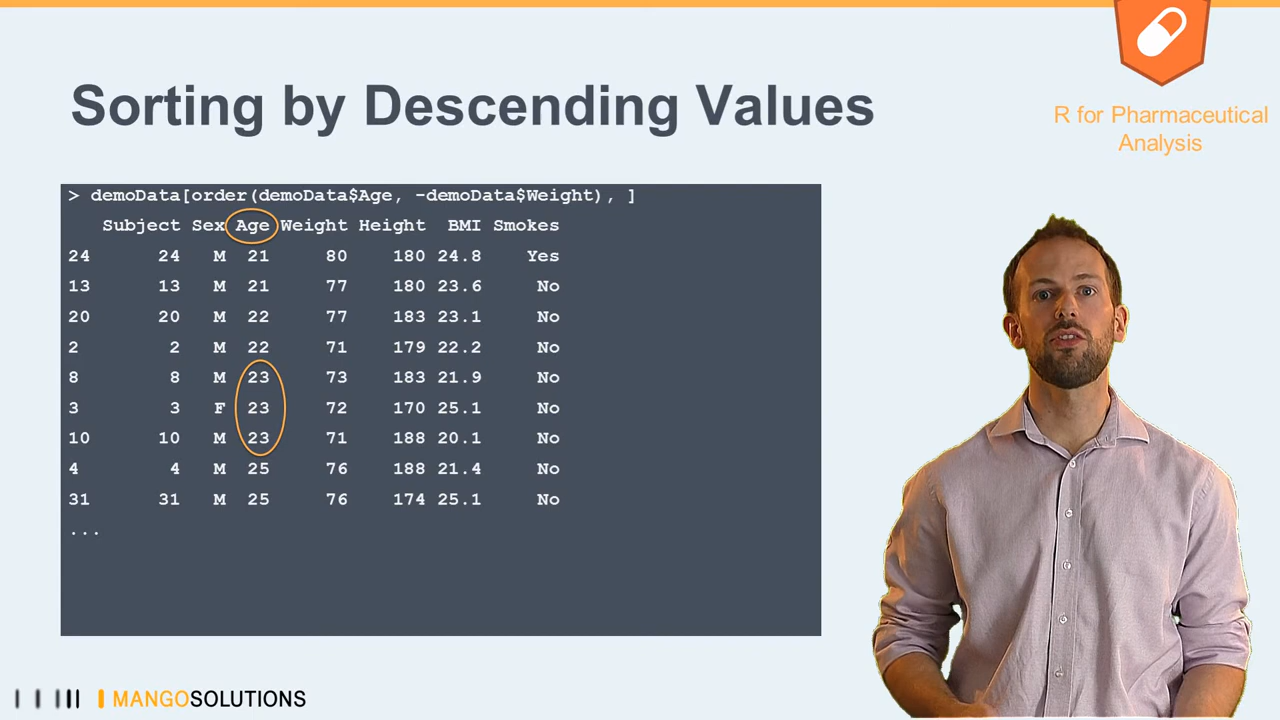 Sorting by Descending Values
R for Pharmaceutical
Analysis
> demoData[order(demoData$Age, -demoData$Weight), ]
Subject Sex Age Weight Height BMI Smokes
24 24 M 21 80 180 24.8 Yes
13 13 M 21 77 180 23.6 No
20 20 M 22 77 183 23.1 No
2 2 M 22 71 179 22.2 No
8 8 M 23 73 183 21.9 No
3 3 F 23 72 170 25.1 No
10 10 M 23 71 188 20.1 No
4 4 M 25 76 188 21.4 No
31 31 M 25 76 174 25.1 No
...
MANGOSOLUTIONS